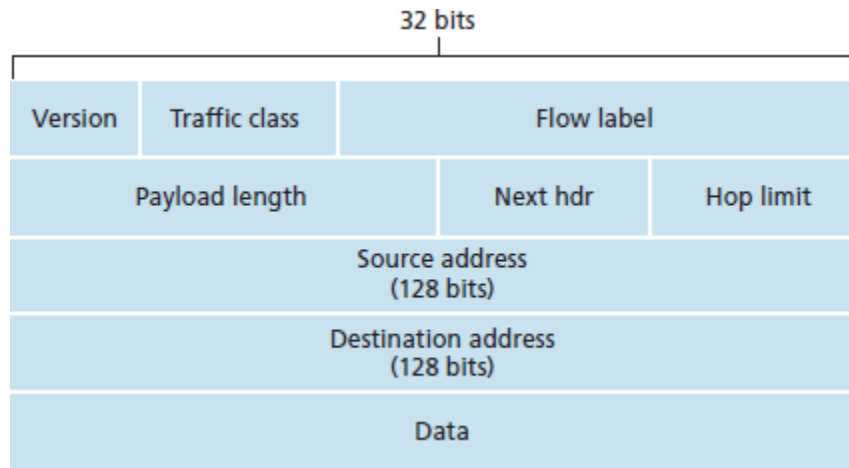 32 bits
Version Traffic class Flow label
Payload length Next hdr Hop limit
Source address
(128 bits)
Destination address
(128 bits)
Data